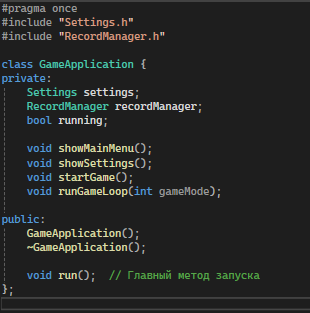 #pragma once
#include "Settings.h"
#include "RecordManager.h"
class GameApplication {
private:
Settings settings;
RecordManager recordManager;
bool running;
void showMainMenu();
void showSettings();
void startGame();
void runGameLoop(int gameMode);
public:
GameApplication();
~GameApplication();
void run();  // Главный метод запуска
};